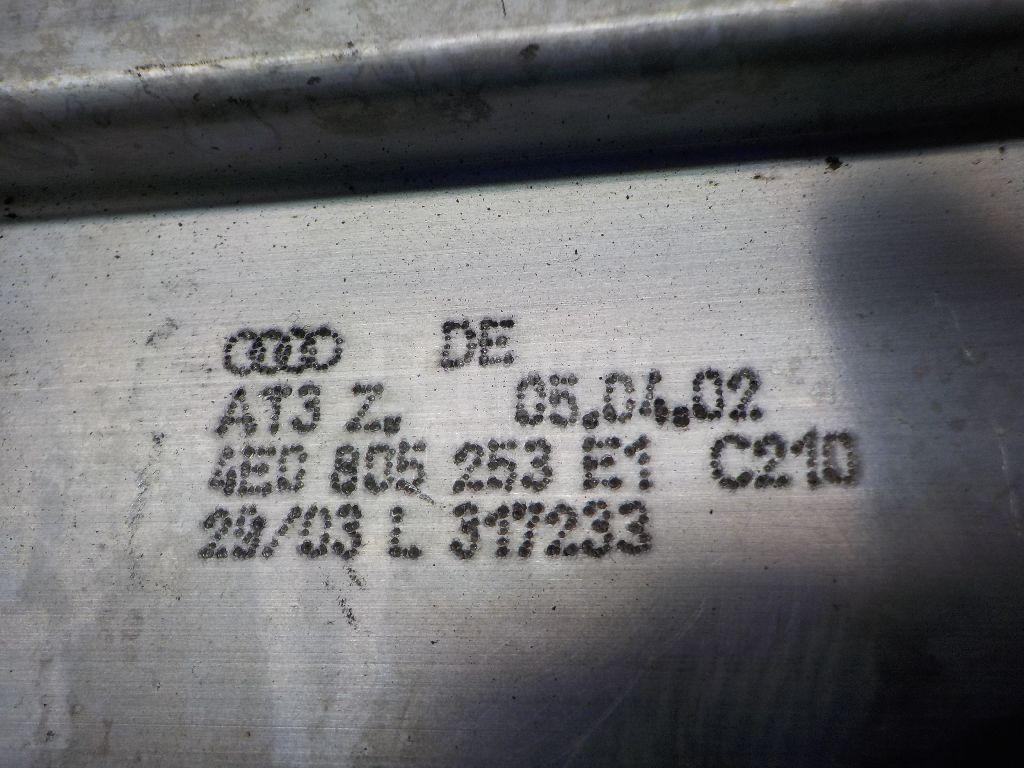 DE
AT3 Z. 05.04.02
4E0 805 253 E1 C210
29/03 L 317233